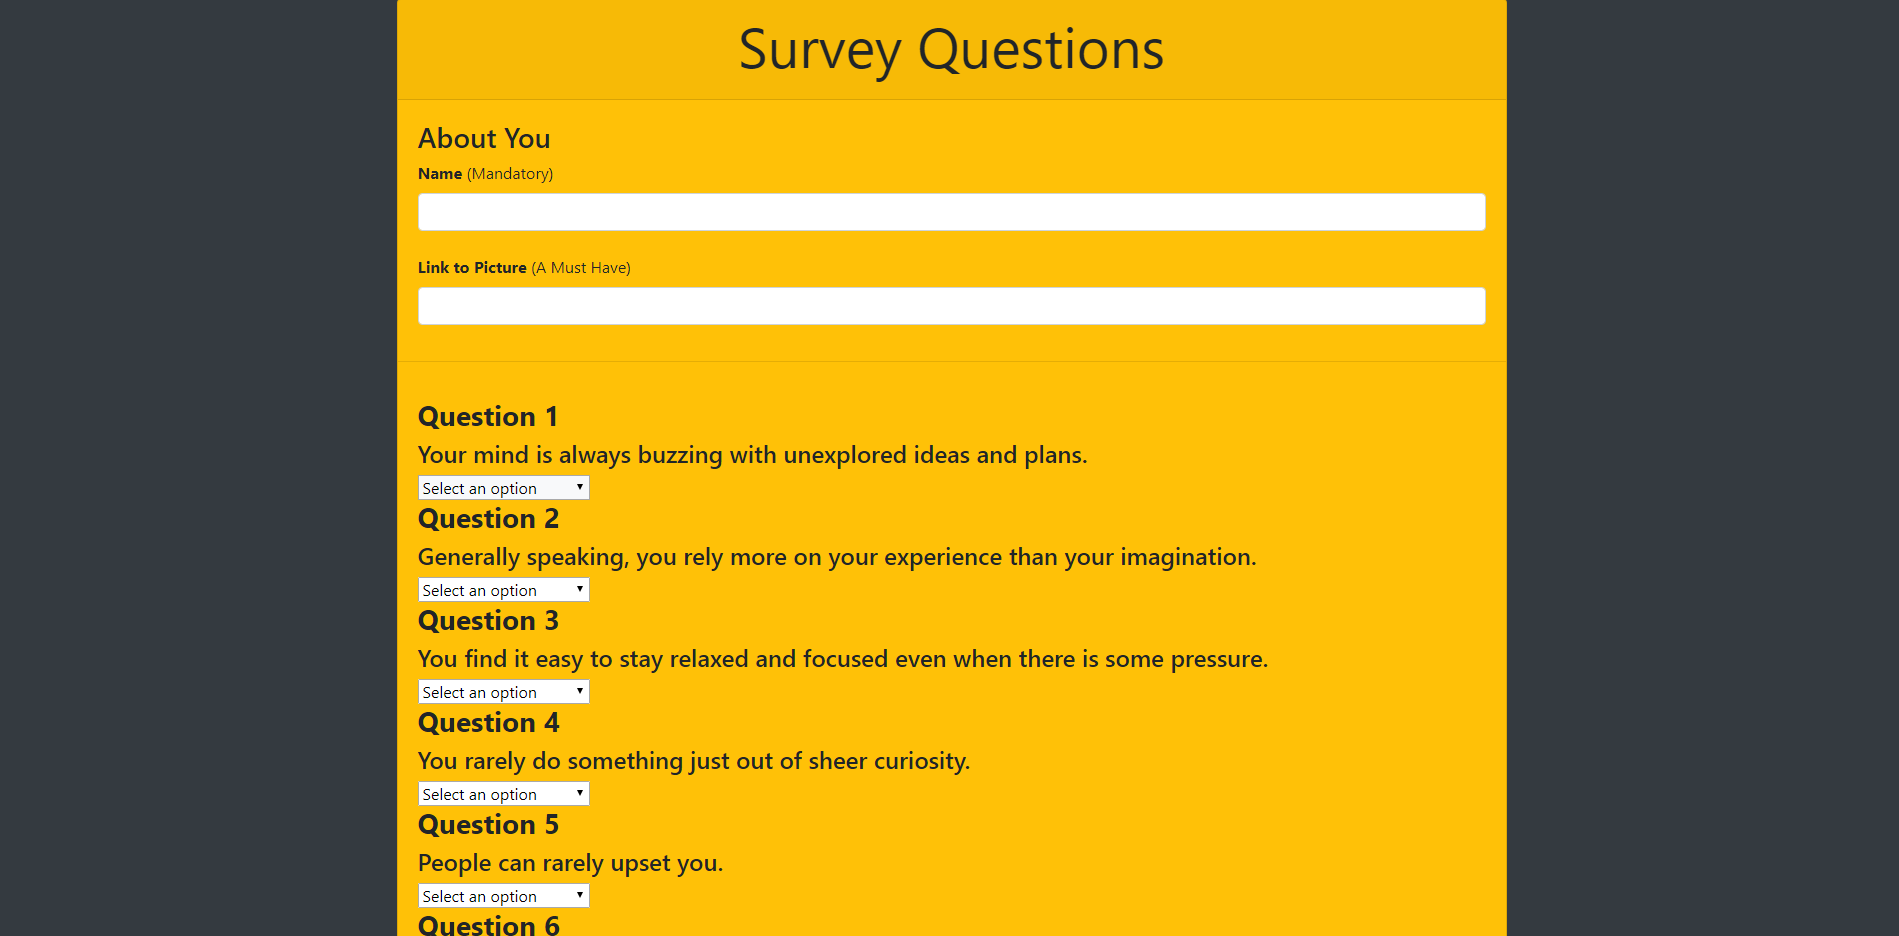 Survey Questions
About You
Name (Mandatory)
Link to Picture (A Must Have)
Question 1
Your mind is always buzzing with unexplored ideas and plans.
Select an option
Question 2
Generally speaking, you rely more on your experience than your imagination.
Select an option
Question 3
You find it easy to stay relaxed and focused even when there is some pressure.
Select an option
Question 4
You rarely do something just out of sheer curiosity.
Select an option
Question 5
People can rarely upset you.
Select an option
Question 6